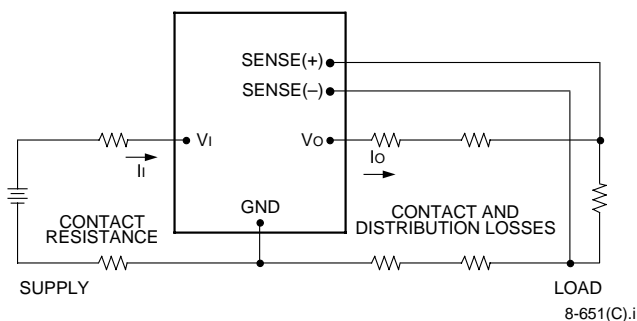 SENSE(+)
SENSE(–)
VI
VO
II
IO
GND
CONTACT
RESISTANCE
CONTACT AND
DISTRIBUTION LOSSES
SUPPLY
LOAD
8-651(C).i